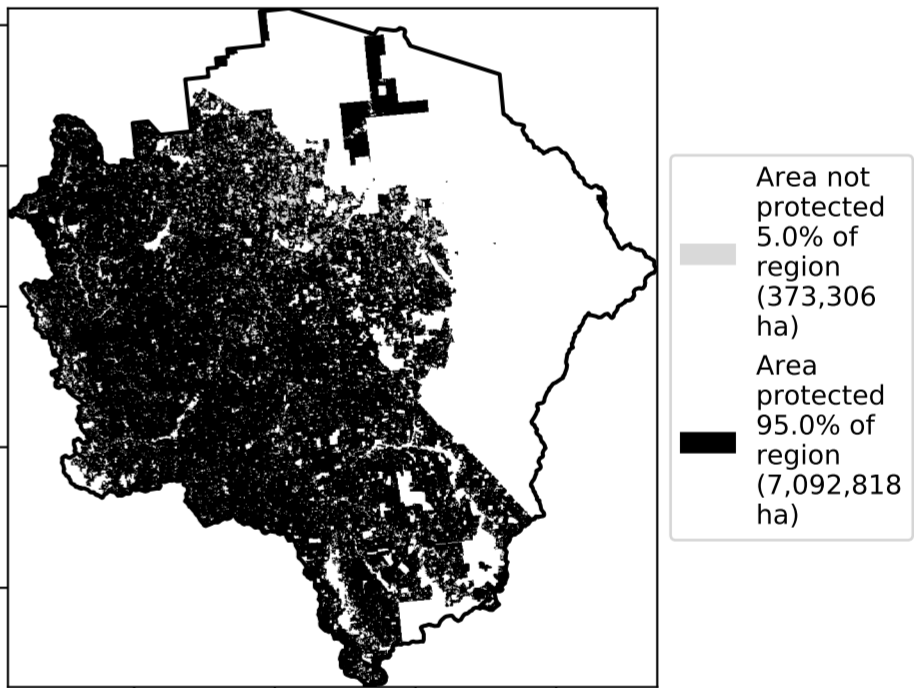 Area not
protected
5.0% of
region
(373,306
ha)
Area
protected
95.0% of
region
(7,092,818
ha)